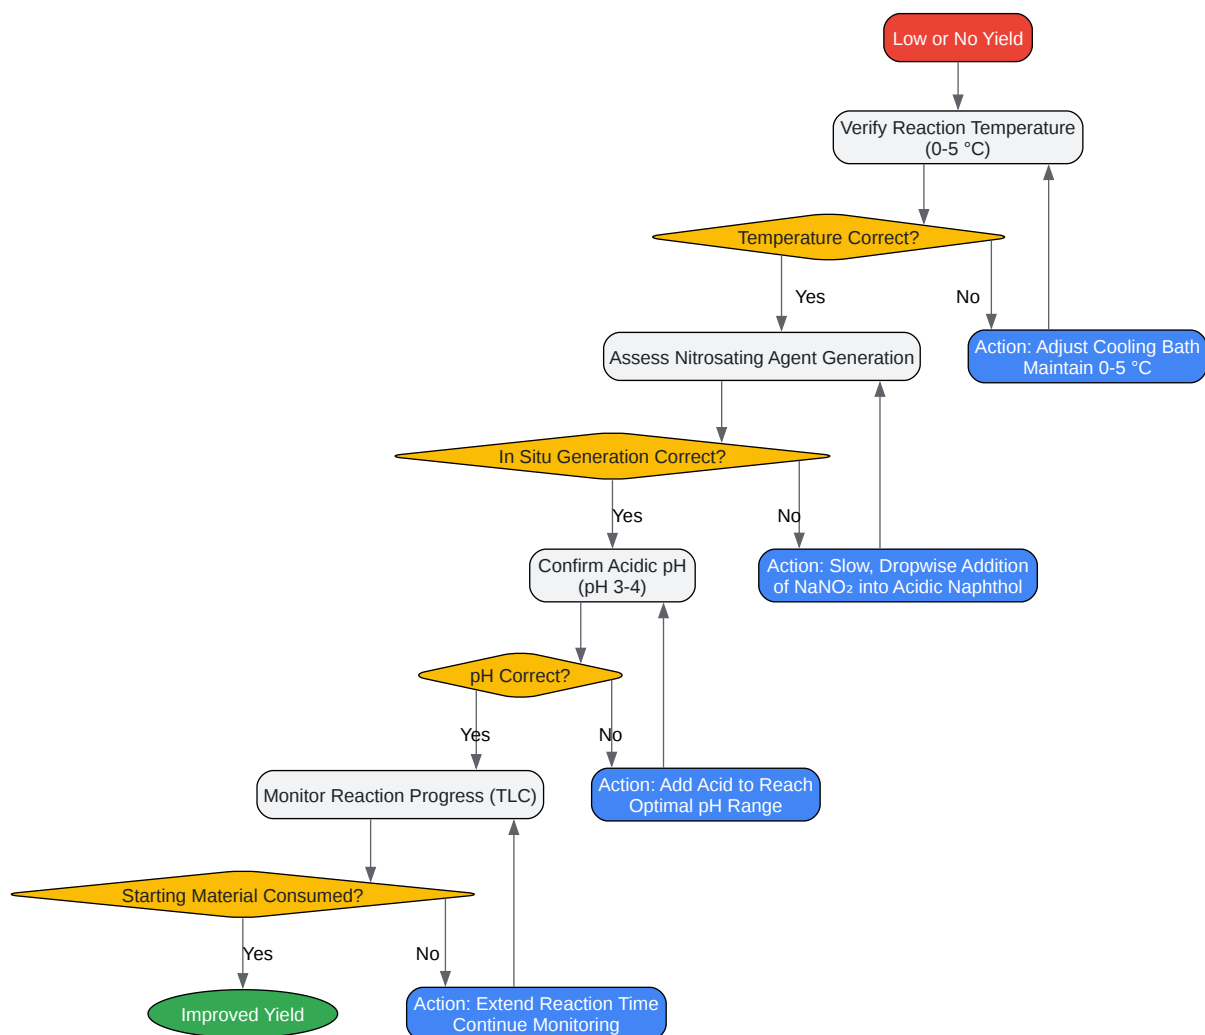 Low or No Yield
Verify Reaction Temperature
(0-5 °C)
Temperature Correct?
Yes
No
Assess Nitrosating Agent Generation
Action: Adjust Cooling Bath
Maintain 0-5 °C
In Situ Generation Correct?
Yes
No
Confirm Acidic pH
(pH 3-4)
Action: Slow, Dropwise Addition
of NaNO₂ into Acidic Naphthol
pH Correct?
Yes
No
Monitor Reaction Progress (TLC)
Action: Add Acid to Reach
Optimal pH Range
Starting Material Consumed?
Yes
No
Improved Yield
Action: Extend Reaction Time
Continue Monitoring